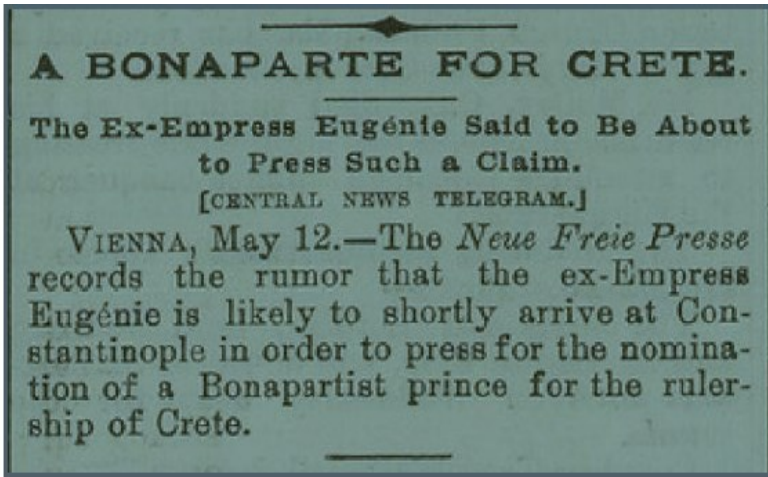 A BONAPARTE FOR CRETE.
The Ex-Empress Eugénie Said to Be About
to Press Such a Claim.
[CENTRAL NEWS TELEGRAM.]
VIENNA, May 12.—The Neue Freie Presse
records the rumor that the ex-Empress
Eugénie is likely to shortly arrive at Con-
stantinople in order to press for the nomina-
tion of a Bonapartist prince for the ruler-
ship of Crete.